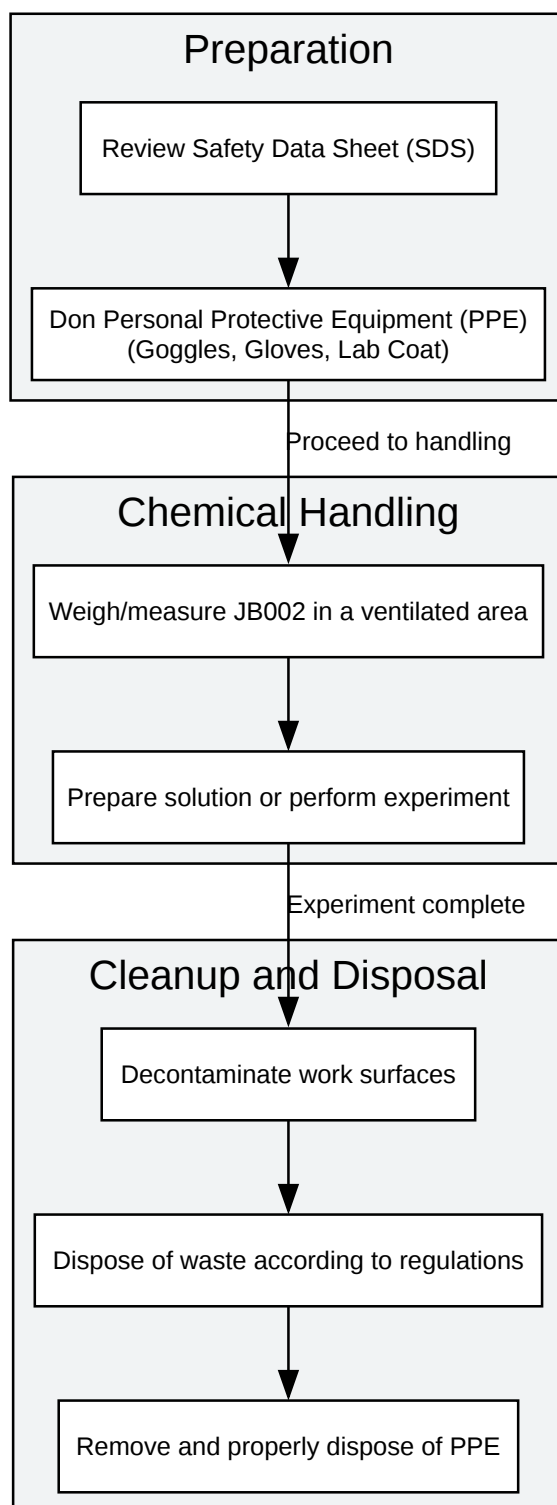 Preparation
Review Safety Data Sheet (SDS)
Don Personal Protective Equipment (PPE)
(Goggles, Gloves, Lab Coat)
Proceed to handling
Chemical Handling
Weigh/measure JB002 in a ventilated area
Prepare solution or perform experiment
Experiment complete
Cleanup and Disposal
Decontaminate work surfaces
Dispose of waste according to regulations
Remove and properly dispose of PPE